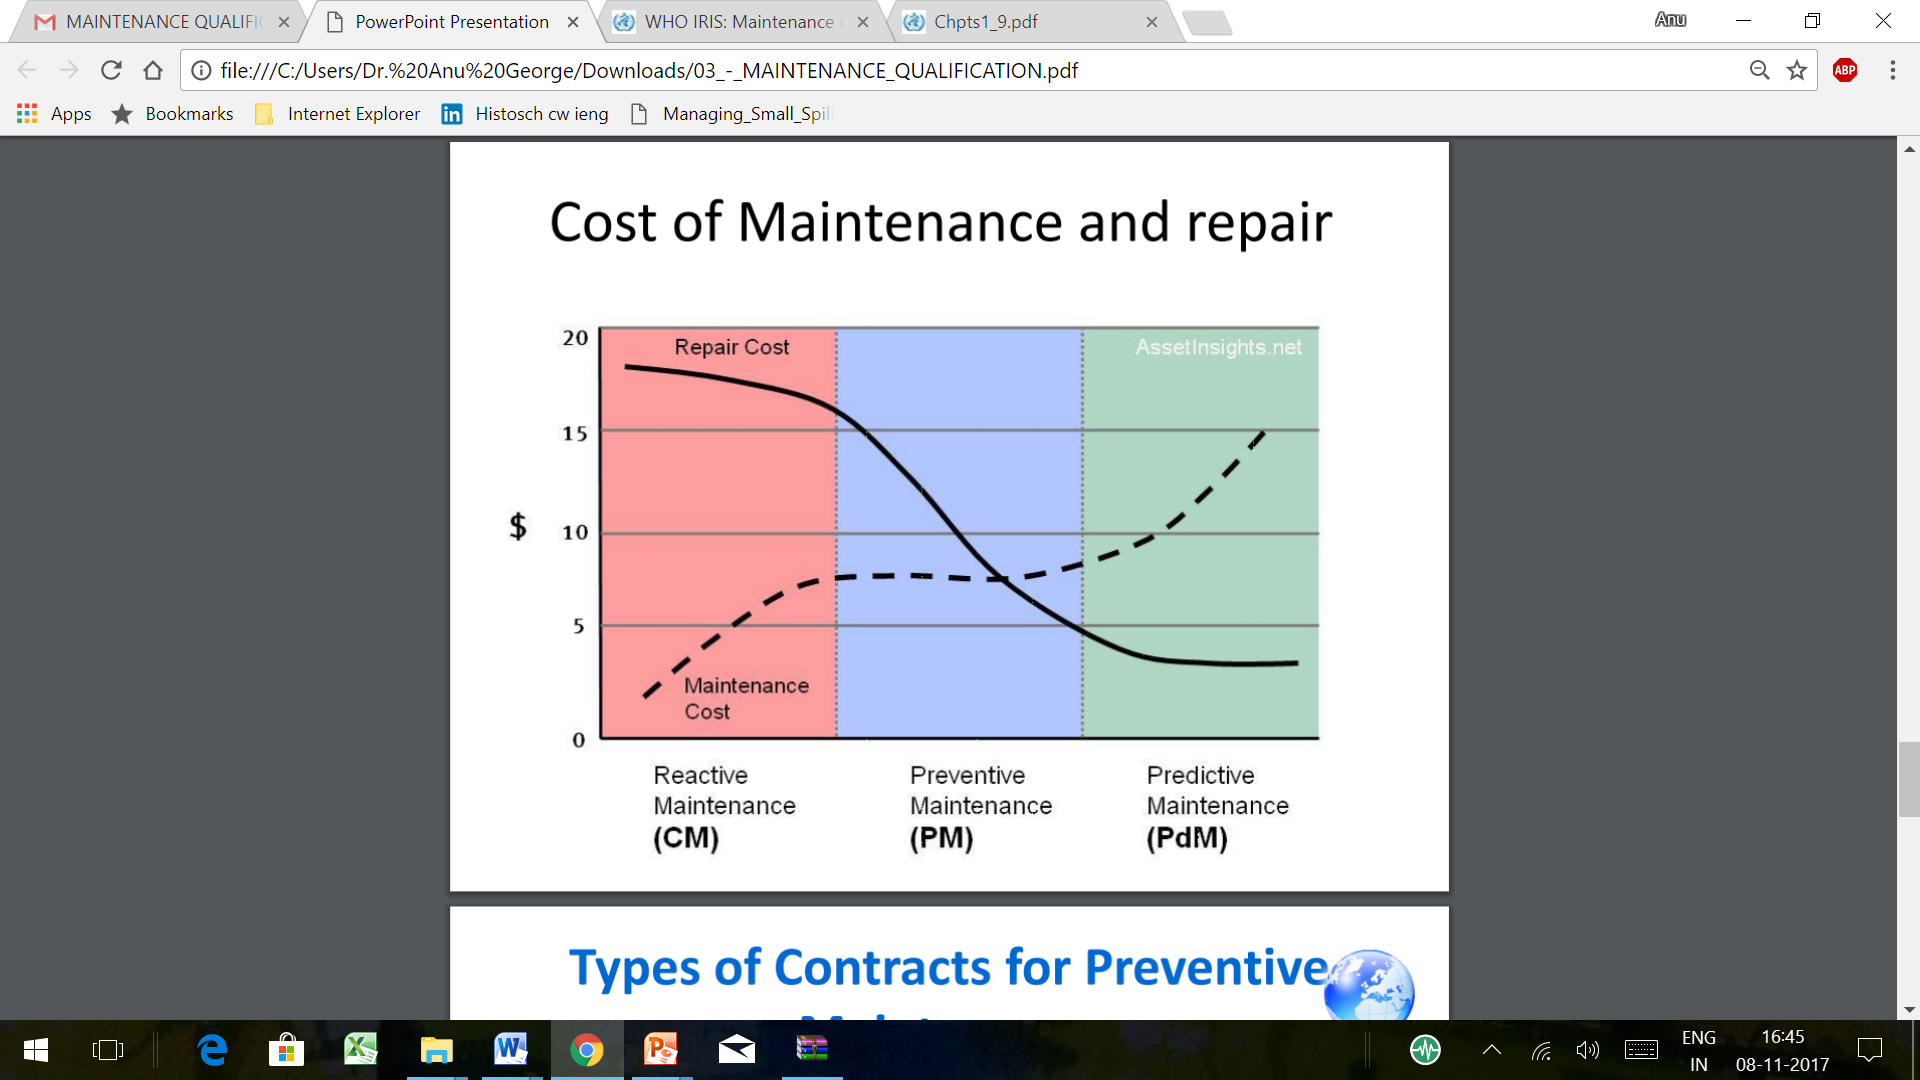 MAINTENANCE QUALIFI
PowerPoint Presentation
WHO IRIS: Maintenance
Chpts1_9.pdf
Anu
file:///C:/Users/Dr.%20Anu%20George/Downloads/03_-_MAINTENANCE_QUALIFICATION.pdf
ABP
Apps
Bookmarks
Internet Explorer
in
Histosch cw ieng
Managing_Small_Spil
Cost of Maintenance and repair
20
Repair Cost
AssetInsights.net
15
$
10
5
Maintenance
Cost
0
Reactive
Maintenance
(CM)
Preventive
Maintenance
(PM)
Predictive
Maintenance
(PdM)
Types of Contracts for Preventive
ENG
IN
16:45
08-11-2017